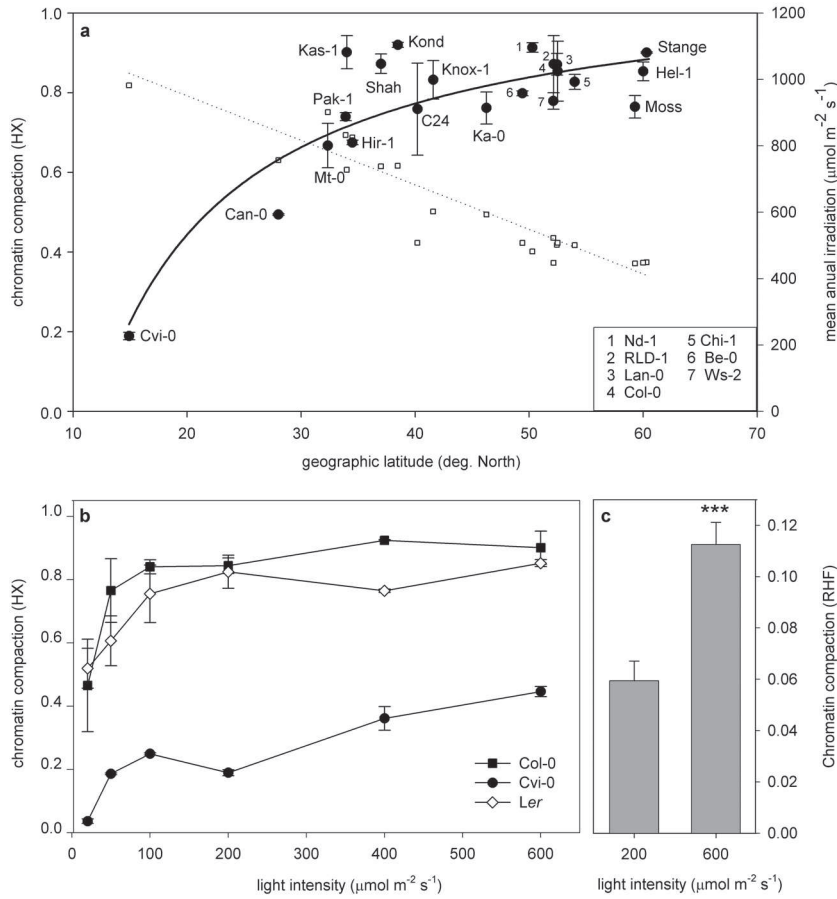 a
1.0
0.8
0.6
0.4
0.2
0.0
chromatin compaction (HX)
1200
1000
800
600
400
200
0
mean anual irradiation (μmol m⁻² s⁻¹)
10
20
30
40
50
60
70
geographic latitude (deg. North)
Kas-1
Kond
Shah
Knox-1
Pak-1
Hir-1
Mt-0
C24
Ka-0
Can-0
Cvi-0
1
2
3
4
5
6
7
Stange
Hel-1
Moss
1 Nd-1 5 Chi-1
2 RLD-1 6 Be-0
3 Lan-0 7 Ws-2
4 Col-0
b
1.0
0.8
0.6
0.4
0.2
0.0
chromatin compaction (HX)
0
100
200
300
400
500
600
light intensity (μmol m⁻² s⁻¹)
Col-0
Cvi-0
Ler
c
***
0.12
0.10
0.08
0.06
0.04
0.02
0.00
Chromatin compaction (RHF)
200
600
light intensity (μmol m⁻² s⁻¹)